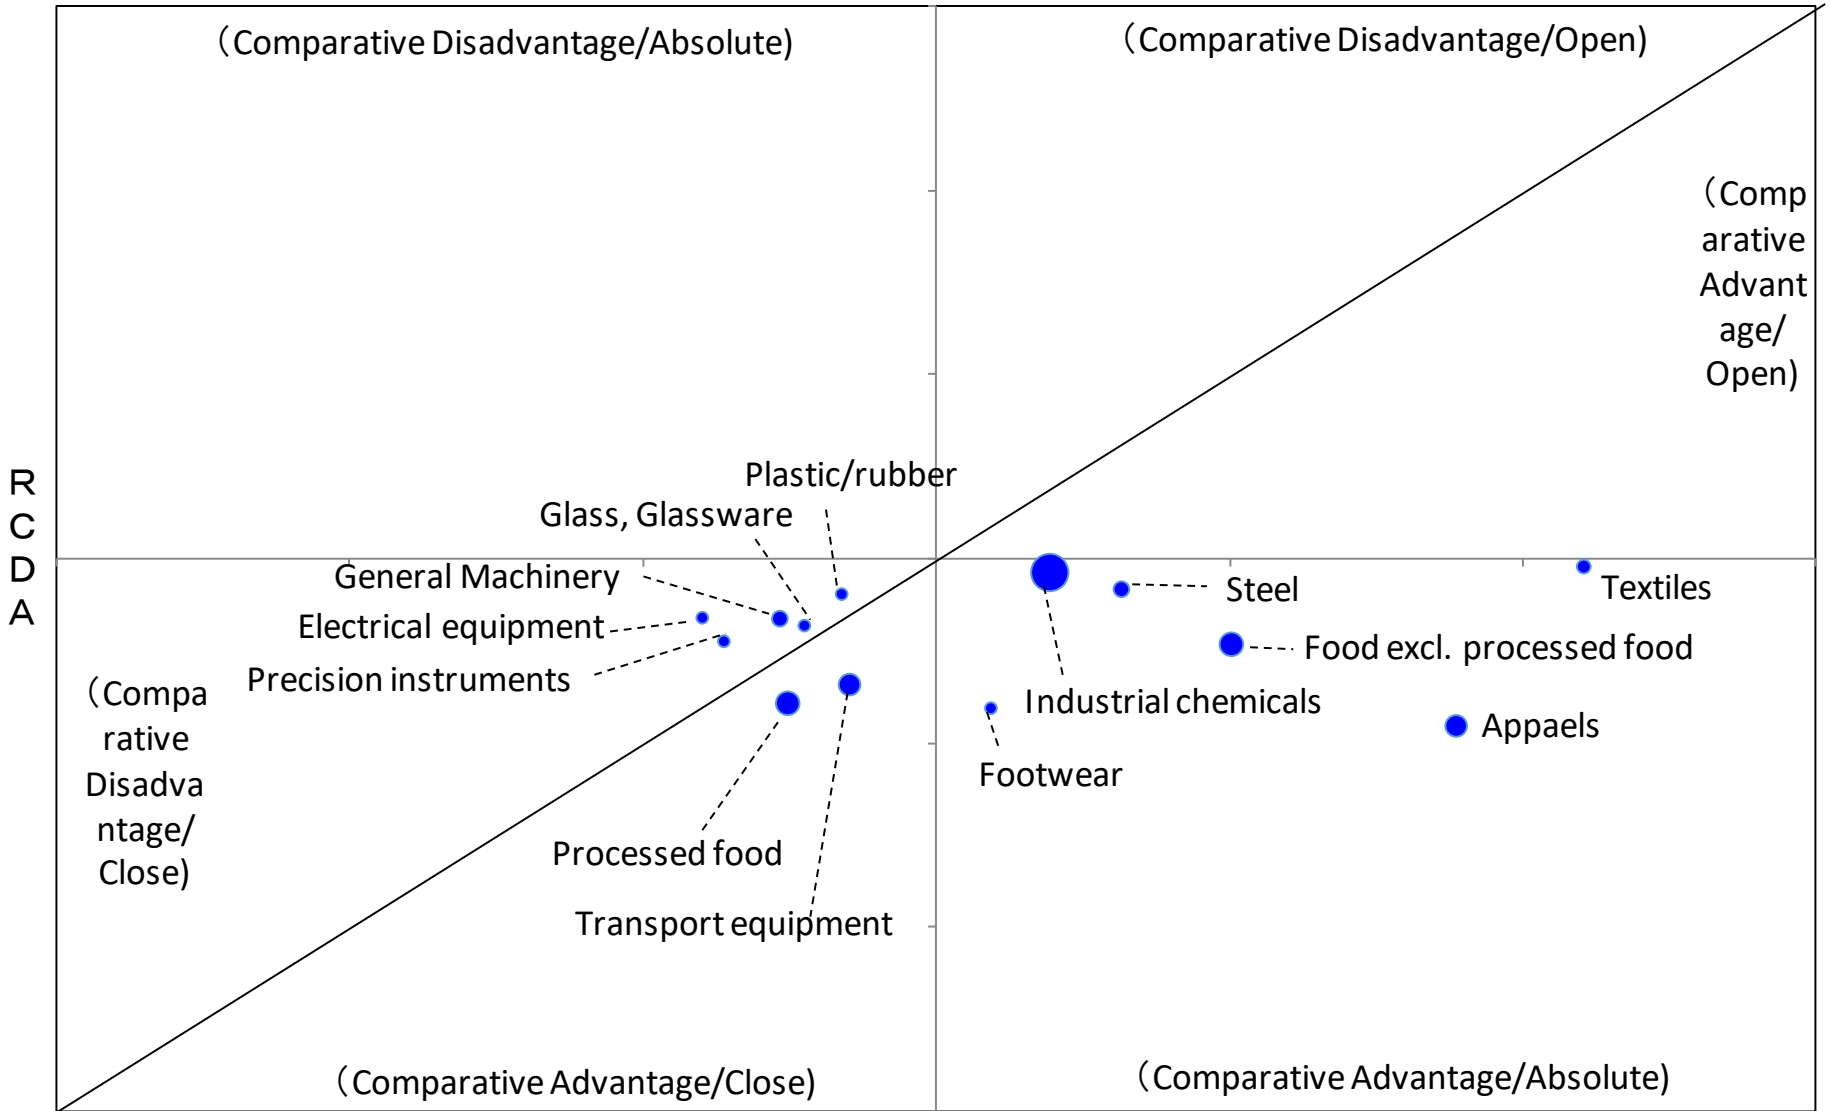 （Comparative Disadvantage/Absolute)
（Comparative Disadvantage/Open)
（Comp
arative
Advant
age/
Open)
R
C
D
A
Plastic/rubber
Glass, Glassware
General Machinery
Electrical equipment
Precision instruments
Steel
Textiles
Food excl. processed food
Industrial chemicals
Appaels
Footwear
（Compa
rative
Disadva
ntage/
Close)
Processed food
Transport equipment
（Comparative Advantage/Close)
（Comparative Advantage/Absolute)